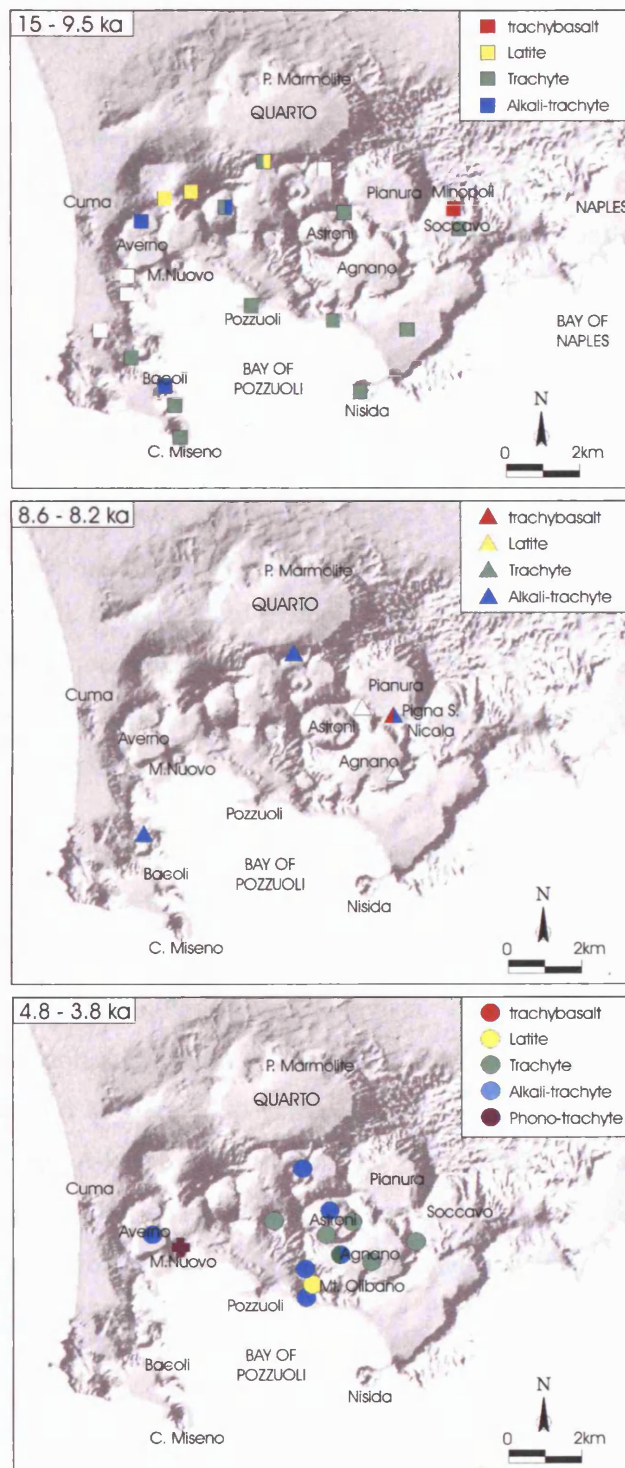 15 - 9.5 ka
trachybasalt
Latite
Trachyte
Alkali-trachyte
P. Marmolite
QUARTO
Pianura
Minopoli
NAPLES
Cuma
Soccavo
Averno
Astroni
Agnano
M.Nuovo
Pozzuoli
BAY OF
NAPLES
BAY OF
POZZUOLI
Bacoli
Nisida
N
C. Miseno
0 2km
8.6 - 8.2 ka
trachybasalt
Latite
Trachyte
Alkali-trachyte
P. Marmolite
QUARTO
Pianura
Cuma
Pigna S.
Nicola
Astroni
Averno
Agnano
M.Nuovo
Pozzuoli
Bacoli
BAY OF
POZZUOLI
Nisida
N
C. Miseno
0 2km
4.8 - 3.8 ka
trachybasalt
Latite
Trachyte
Alkali-trachyte
Phono-trachyte
P. Marmolite
QUARTO
Pianura
Cuma
Soccavo
Astroni
Averno
Agnano
M.Nuovo
Mt. Olibano
Pozzuoli
Bacoli
BAY OF
POZZUOLI
Nisida
N
C. Miseno
0 2km